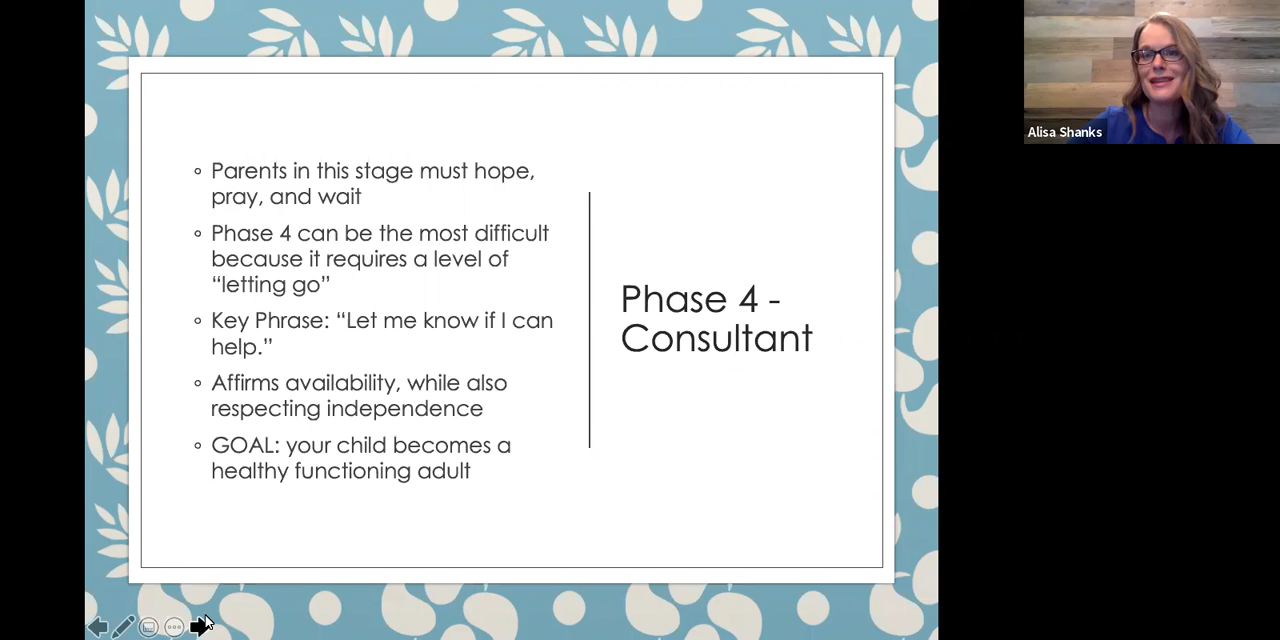 Parents in this stage must hope,
pray, and wait
Phase 4 can be the most difficult
because it requires a level of
“letting go”
Key Phrase: “Let me know if I can
help.”
Affirms availability, while also
respecting independence
GOAL: your child becomes a
healthy functioning adult
Phase 4 -
Consultant
Alisa Shanks